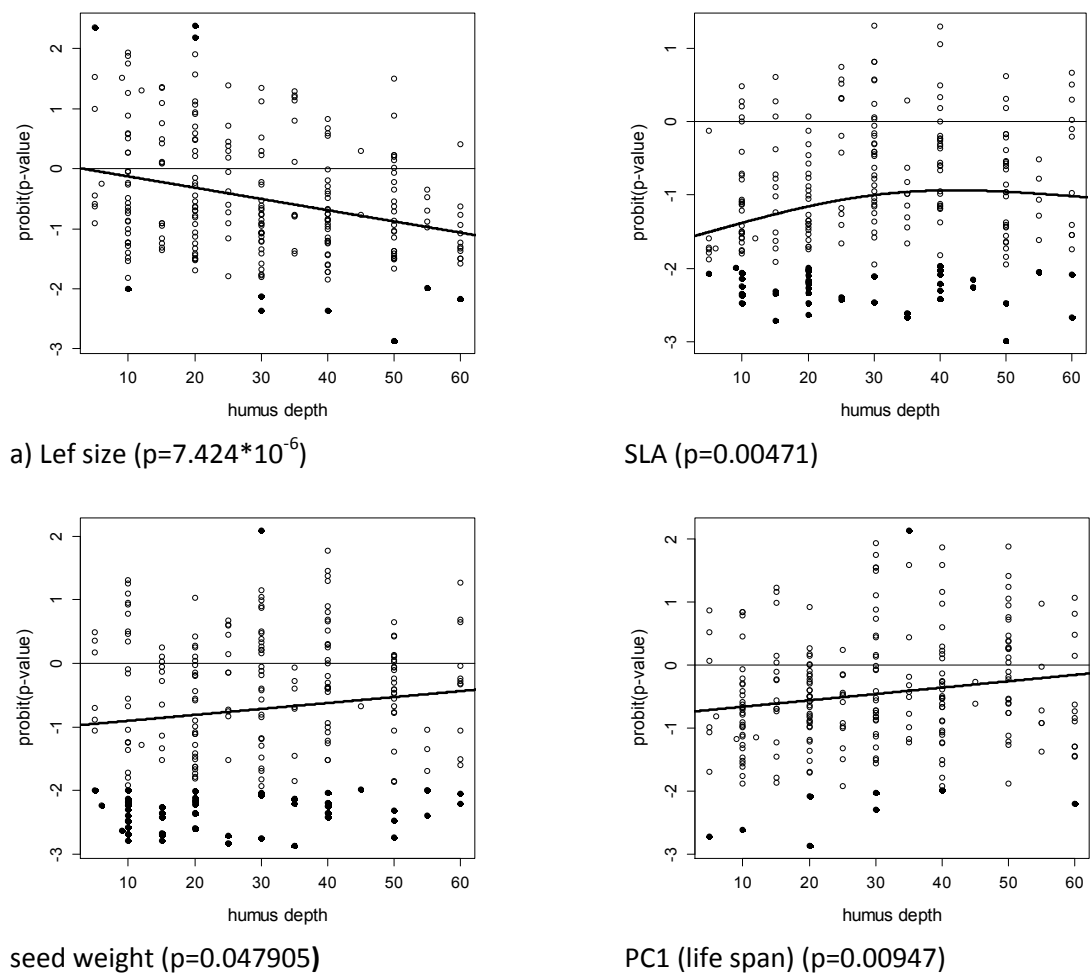 2
1
0
-1
-2
-3
probit(p-value)
10 20 30 40 50 60
humus depth
a) Lef size (p=7.424*10-6)
1
0
-1
-2
-3
probit(p-value)
10 20 30 40 50 60
humus depth
SLA (p=0.00471)
2
1
0
-1
-2
-3
probit(p-value)
10 20 30 40 50 60
humus depth
seed weight (p=0.047905)
2
1
0
-1
-2
-3
probit(p-value)
10 20 30 40 50 60
humus depth
PC1 (life span) (p=0.00947)